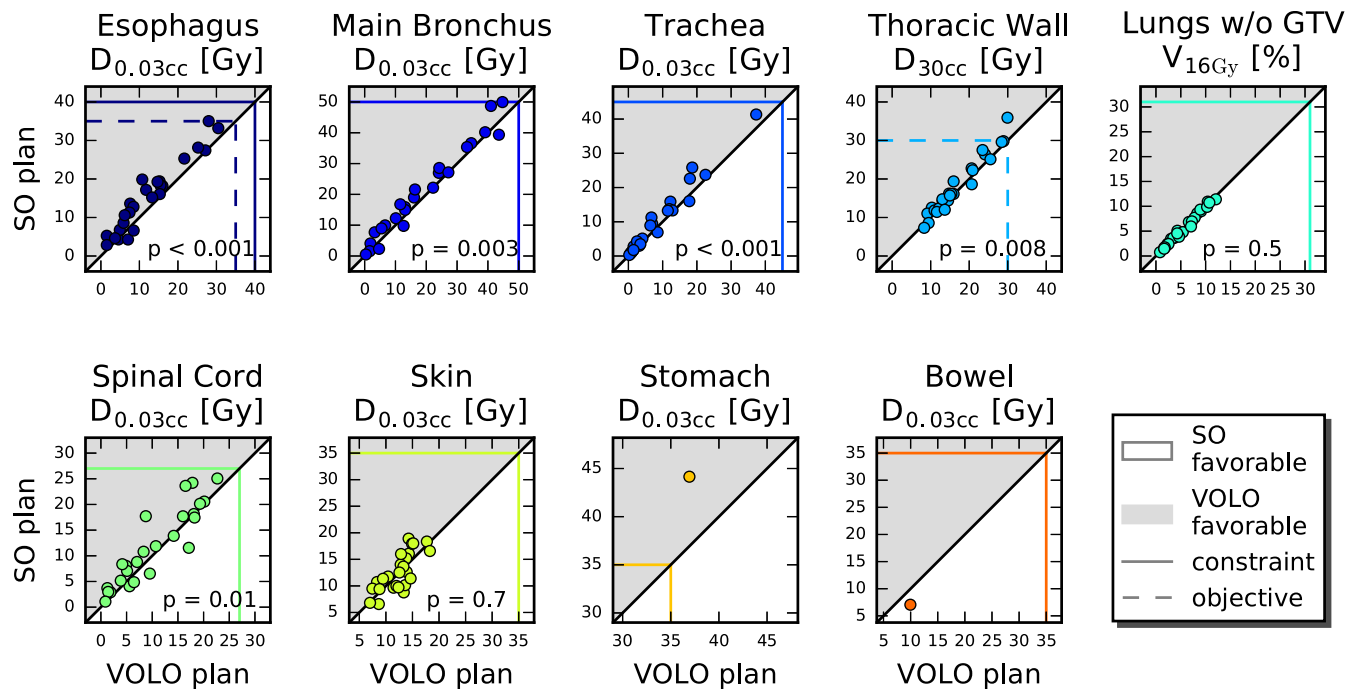 Esophagus
D0.03cc [Gy]
Main Bronchus
D0.03cc [Gy]
Trachea
D0.03cc [Gy]
Thoracic Wall
D30cc [Gy]
Lungs w/o GTV
V16Gy [%]
SO plan
40
30
20
10
0
p < 0.001
0 10 20 30 40
50
40
30
20
10
0
p = 0.003
0 10 20 30 40 50
40
30
20
10
0
p < 0.001
0 10 20 30 40
40
30
20
10
0
p = 0.008
0 10 20 30 40
30
25
20
15
10
5
0
p = 0.5
0 5 10 15 20 25 30
Spinal Cord
D0.03cc [Gy]
Skin
D0.03cc [Gy]
Stomach
D0.03cc [Gy]
Bowel
D0.03cc [Gy]
SO plan
30
25
20
15
10
5
0
p = 0.01
0 5 10 15 20 25 30
VOLO plan
35
30
25
20
15
10
5
p = 0.7
5 10 15 20 25 30 35
VOLO plan
45
40
35
30
30 35 40 45
VOLO plan
35
30
25
20
15
10
5
5 10 15 20 25 30 35
VOLO plan
SO
favorable
VOLO
favorable
constraint
objective